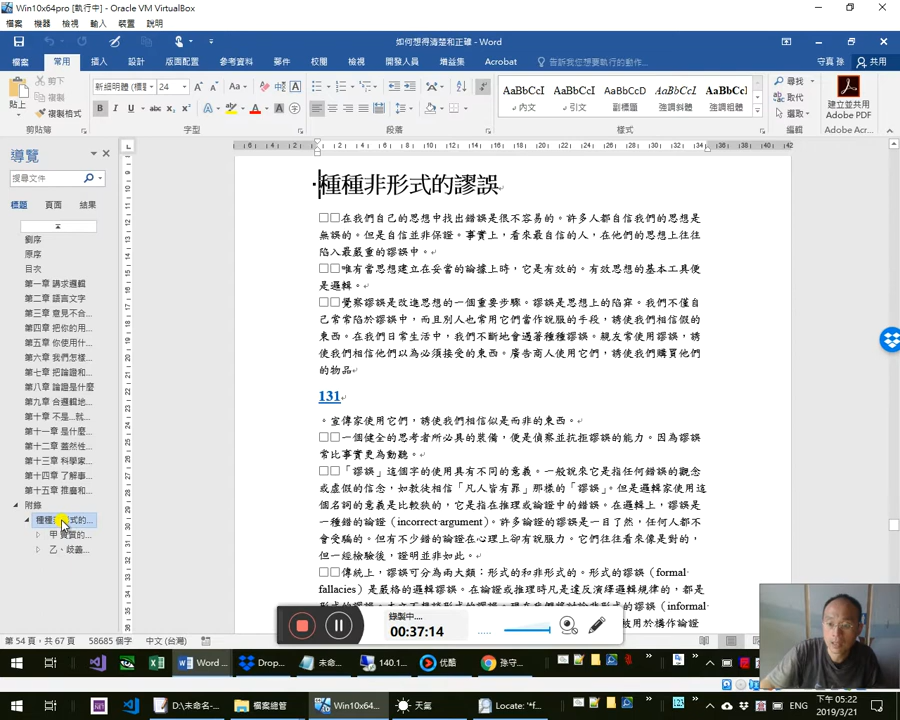 Win10x64pro [執行中] - Oracle VM VirtualBox
檔案 機器 檢視 輸入 裝置 說明
如何想得清楚和正確 - Word
檔案 常用 插入 設計 版面配置 參考資料 郵件 校閱 檢視 開發人員 增益集 Acrobat 告訴我您想要執行的動作... 守真 孫 共用
貼上 剪下 複製 複製格式
新細明體 (標題 24
AaBbCcI AaBbCcI AaBbCcD AaBbCcD AaBbCcI
內文 引文 副標題 強調斜體 強調粗體
尋找 取代 選取
建立並共用 Adobe PDF
剪貼簿 字型 段落 樣式 編輯 Adobe Acr...
導覽
搜尋文件
標題 頁面 結果
劉序
原序
目次
第一章 講求邏輯
第二章 語言文字
第三章 意見不合...
第四章 把你的用...
第五章 你使用什...
第六章 我們怎樣...
第七章 把論證和...
第八章 論證是什麼
第九章 合邏輯地...
第十章 不是...就...
第十一章 是什麼...
第十二章 蓋然性...
第十三章 科學家...
第十四章 了解事...
第十五章 推廣和...
附錄
甲 實質的...
乙、歧義...
種種非形式的謬誤
□□在我們自己的思想中找出錯誤是很不容易的。許多人都自信我們的思想是
無誤的。但是自信並非保證。事實上，看來最自信的人，在他們的思想上往往
陷入最嚴重的謬誤中。
□□唯有當思想建立在妥當的論據上時，它是有效的。有效思想的基本工具便
是邏輯。
□□覺察謬誤是改進思想的一個重要步驟。謬誤是思想上的陷穽。我們不僅自
己常常陷於謬誤中，而且別人也常用它們當作說服的手段，誘使我們相信假的
東西。在我們日常生活中，我們不斷地會遇著種種謬誤。親友常使用謬誤，誘
使我們相信他們以為必須接受的東西。廣告商人使用它們，誘使我們購買他們
的物品
131
。宣傳家使用它們，誘使我們相信似是而非的東西。
□□一個健全的思考者所必具的裝備，便是偵察並抗拒謬誤的能力。因為謬誤
常比事實更為動聽。
□□「謬誤」這個字的使用具有不同的意義。一般說來它是指任何錯誤的觀念
或虛假的信念，如教徒相信「凡人皆有罪」那樣的「謬誤」。但是邏輯家使用這
個名詞的意義是比較狹的，它是指在推理或論證中的錯誤。在邏輯上，謬誤是
一種錯的論證（incorrect argument）。許多論證的謬誤是一目了然，任何人都不
會受騙的。但有不少錯的論證在心理上卻有說服力。它們往往看來像是對的，
但一經檢驗後，證明並非如此。
□□傳統上，謬誤可分為兩大類：形式的和非形式的。形式的謬誤（formal
fallacies）是嚴格的邏輯謬誤。在論證或推理時凡是違反演繹邏輯規律的，都是
（informal
被用於構作論證
錄製中....
00:37:14
第 54 頁，共 67 頁 58685 個字 中文 (台灣)
Word ... Drop... 未命... 140.1... 优酷 孫守...
D:\未命名-... 檔案總管 Win10x64... 天氣 Locate: '*f...
ENG 下午 05:22
2019/3/21